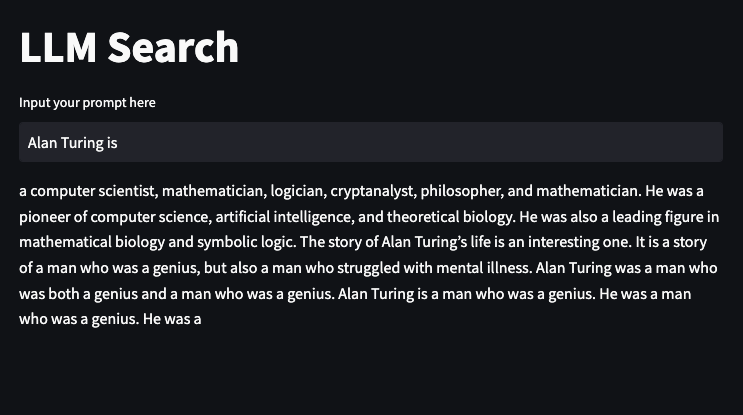 LLM Search
Input your prompt here
Alan Turing is
a computer scientist, mathematician, logician, cryptanalyst, philosopher, and mathematician. He was a
pioneer of computer science, artificial intelligence, and theoretical biology. He was also a leading figure in
mathematical biology and symbolic logic. The story of Alan Turing’s life is an interesting one. It is a story
of a man who was a genius, but also a man who struggled with mental illness. Alan Turing was a man who
was both a genius and a man who was a genius. Alan Turing is a man who was a genius. He was a man
who was a genius. He was a